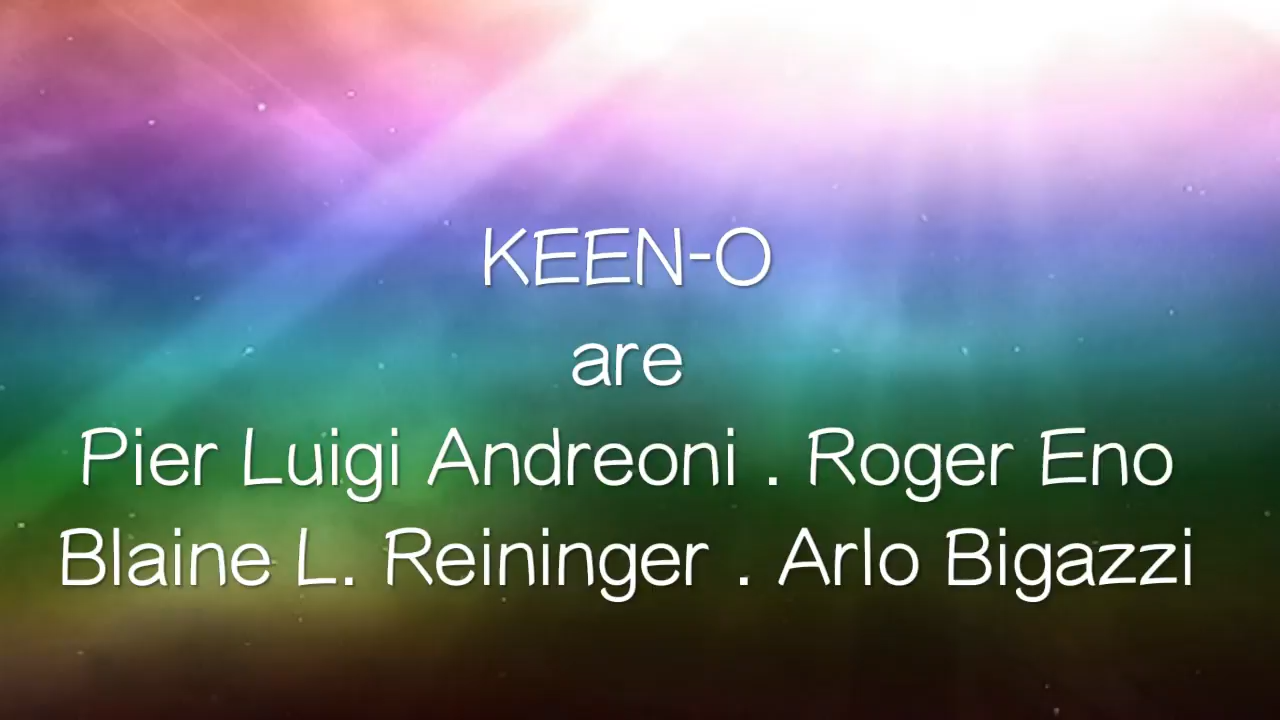 KEEN-O
are
Pier Luigi Andreoni . Roger Eno
Blaine L. Reininger . Arlo Bigazzi